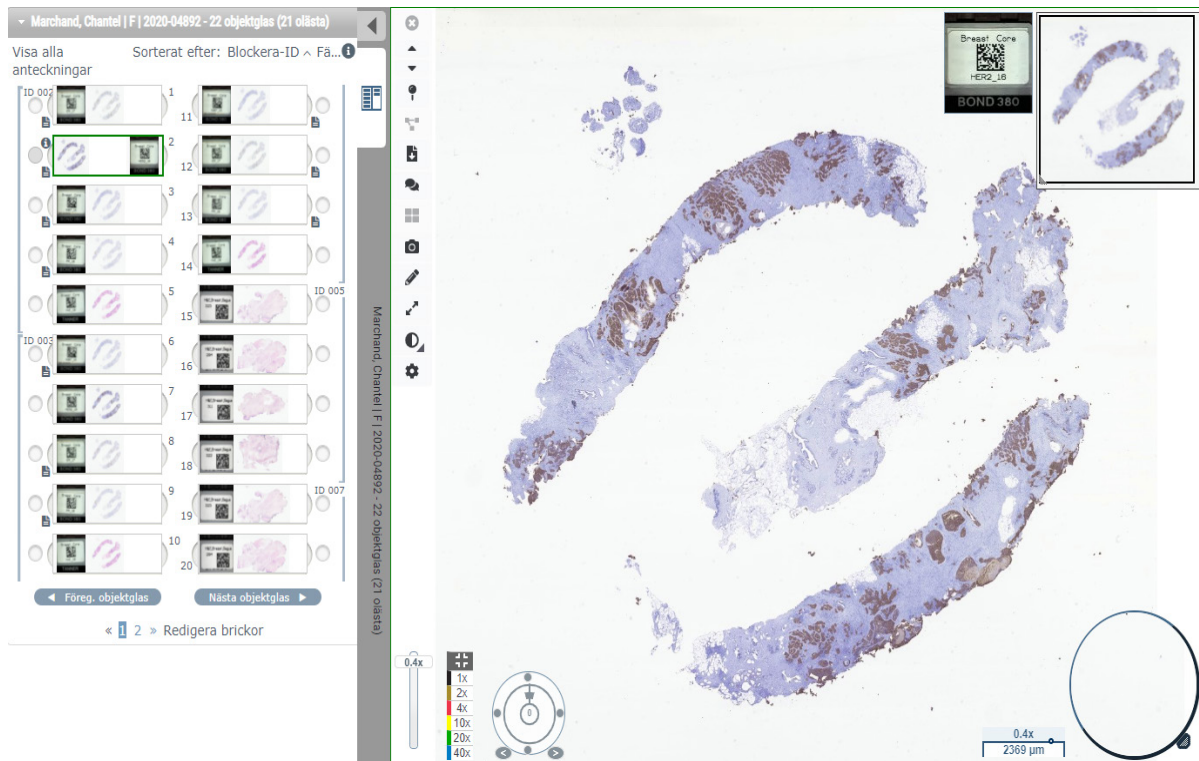 Marchand, Chantel | F | 2020-04892 - 22 objektglas (21 olästa)
Visa alla anteckningar
Sorterat efter: Blockera-ID ^ Fä...
ID 002
1
11
2
12
3
13
4
14
5
ID 005
15
ID 003
6
16
7
17
8
18
9
ID 007
19
10
20
Föreg. objektglas
Nästa objektglas
« 1 2 » Redigera brickor
Marchand, Chantel | F | 2020-04892 - 22 objektglas (21 olästa)
Breast Core
HER2_16
BOND 380
0.4x
1x
2x
4x
10x
20x
40x
0
0.4x
2369 µm